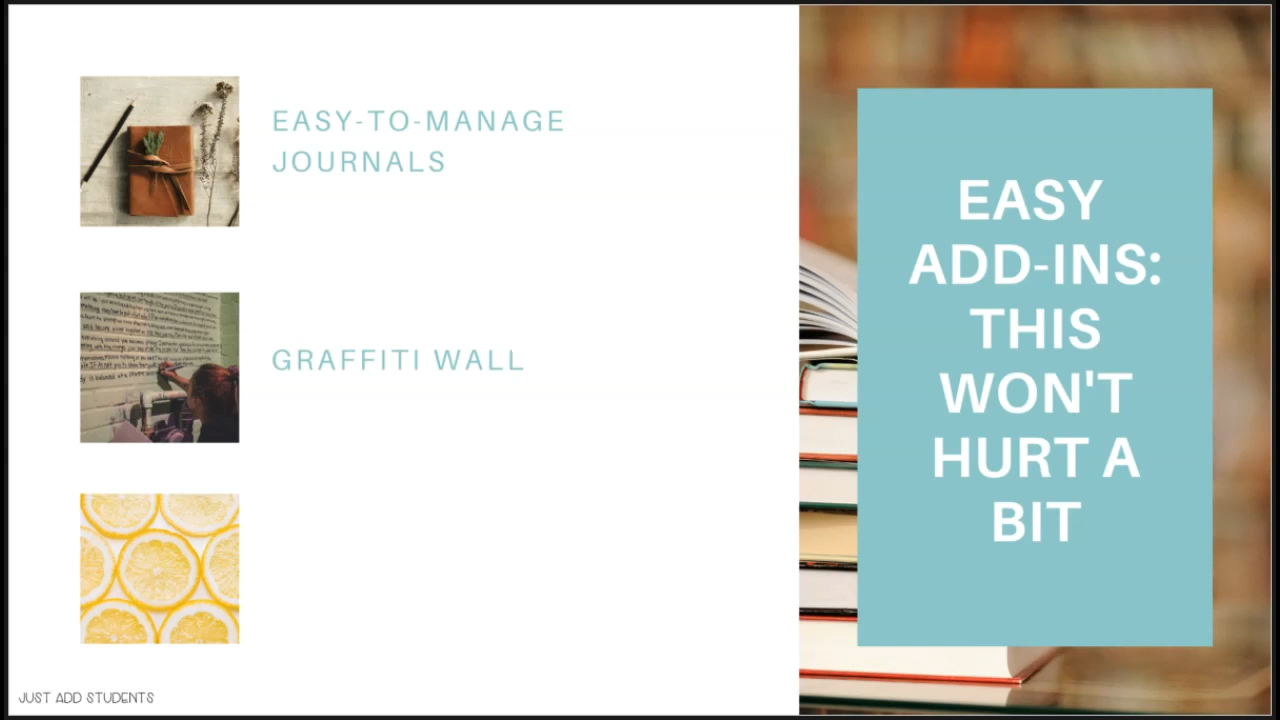 EASY-TO-MANAGE
JOURNALS
GRAFFITI WALL
EASY
ADD-INS:
THIS
WON'T
HURT A
BIT
JUST ADD STUDENTS